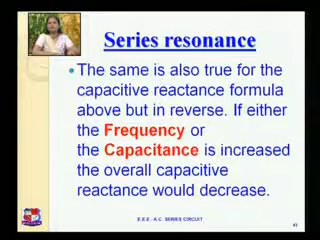 Series resonance
• The same is also true for the
capacitive reactance formula
above but in reverse. If either
the Frequency or
the Capacitance is increased
the overall capacitive
reactance would decrease.
E.E.E.- A.C. SERIES CIRCUIT